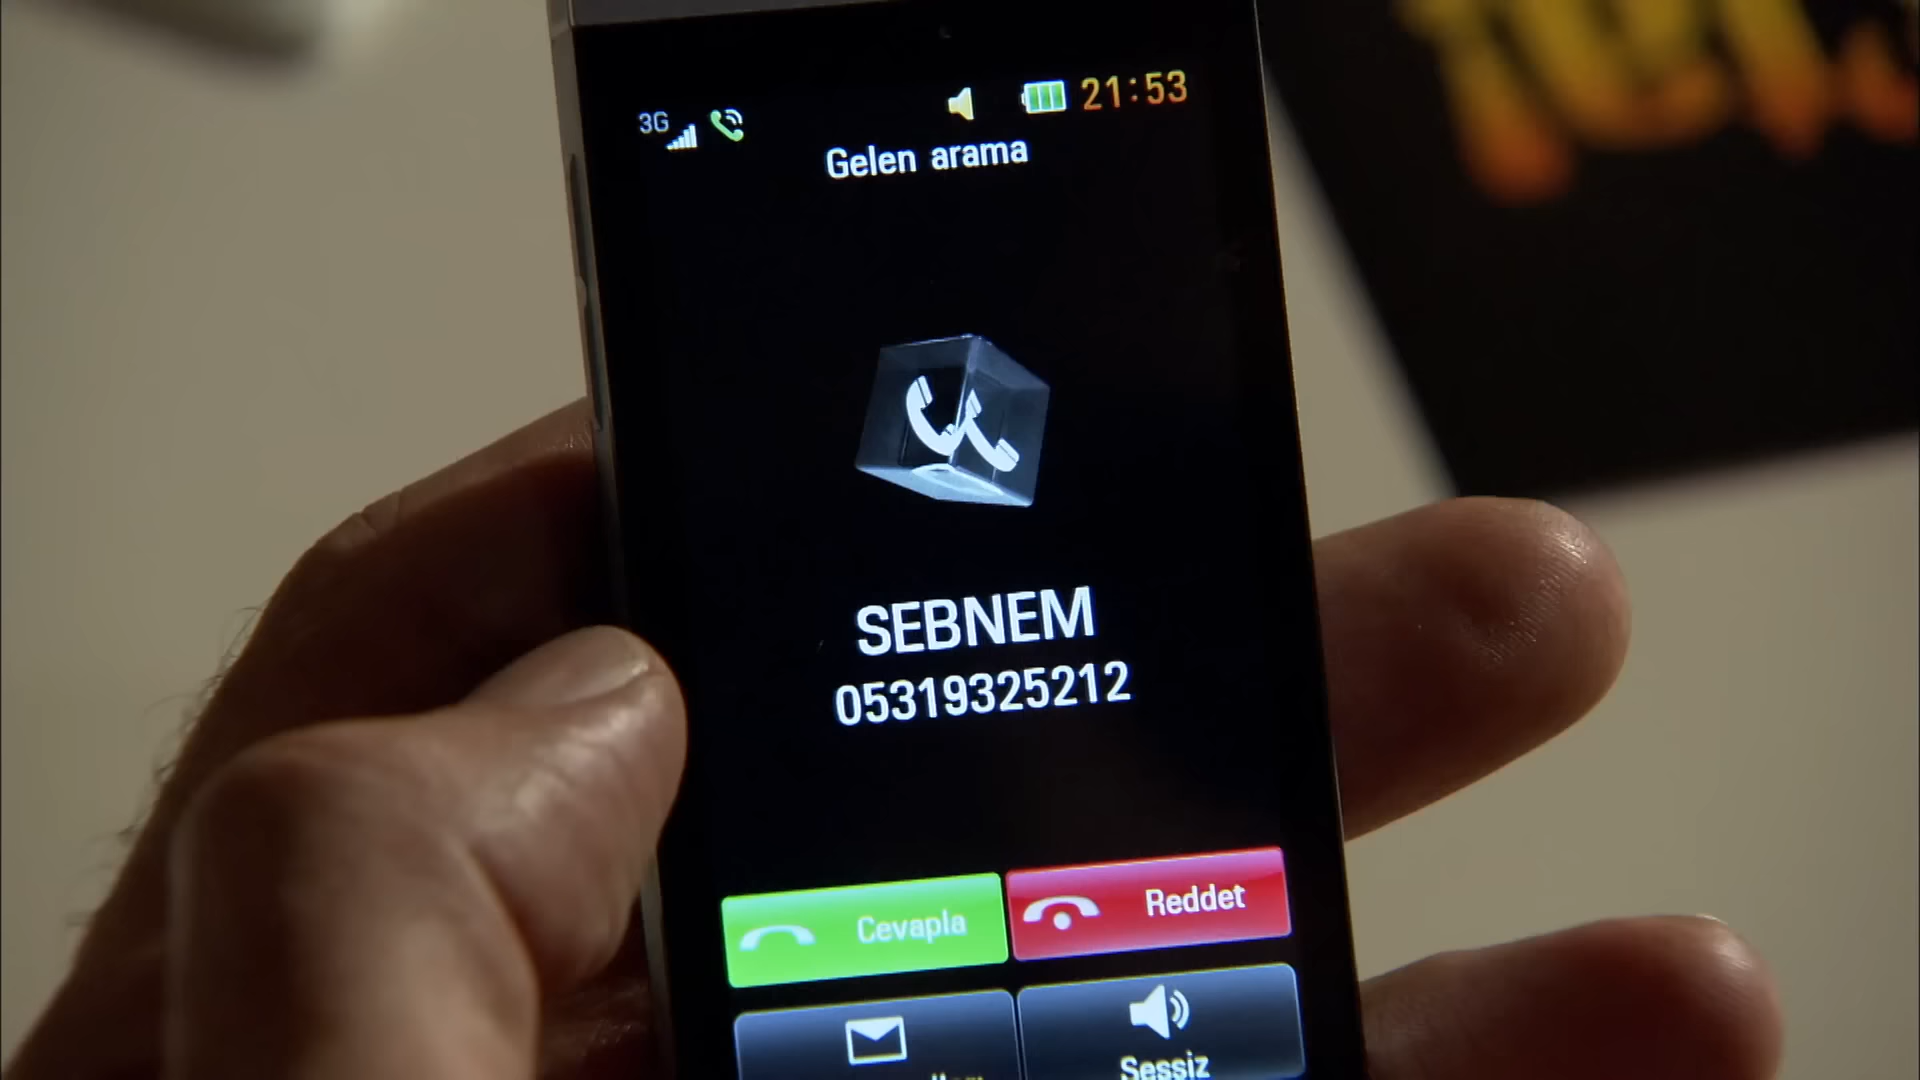 3G
21:53
Gelen arama
SEBNEM
05319325212
Cevapla
Reddet
Sessiz